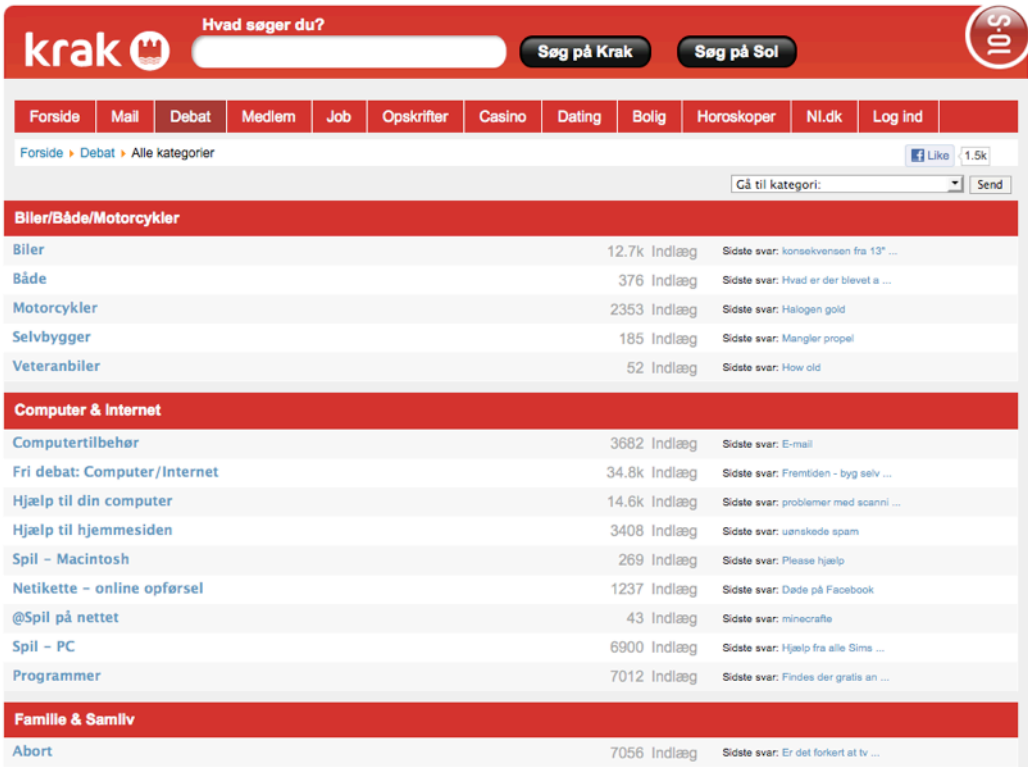 Hvad søger du?
krak Søg på Krak Søg på Sol SOL
Forside Mail Debat Medlem Job Opskrifter Casino Dating Bolig Horoskoper NI.dk Log ind
Forside Debat Alle kategorier Like 1.5k
Gå til kategori: Send
Biler/Både/Motorcykler
Biler 12.7k Indlæg Sidste svar: konsekvensen fra 13" ...
Både 376 Indlæg Sidste svar: Hvad er der blevet a ...
Motorcykler 2353 Indlæg Sidste svar: Halogen gold
Selvbygger 185 Indlæg Sidste svar: Mangler propel
Veteranbiler 52 Indlæg Sidste svar: How old
Computer & Internet
Computertilbehør 3682 Indlæg Sidste svar: E-mail
Fri debat: Computer/Internet 34.8k Indlæg Sidste svar: Fremtiden - byg selv ...
Hjælp til din computer 14.6k Indlæg Sidste svar: problemer med scanni ...
Hjælp til hjemmesiden 3408 Indlæg Sidste svar: uønskede spam
Spil - Macintosh 269 Indlæg Sidste svar: Please hjælp
Netikette - online opførsel 1237 Indlæg Sidste svar: Døde på Facebook
@Spil på nettet 43 Indlæg Sidste svar: minecrafte
Spil - PC 6900 Indlæg Sidste svar: Hjælp fra alle Sims ...
Programmer 7012 Indlæg Sidste svar: Findes der gratis an ...
Familie & Samliv
Abort 7056 Indlæg Sidste svar: Er det forkert at tv ...